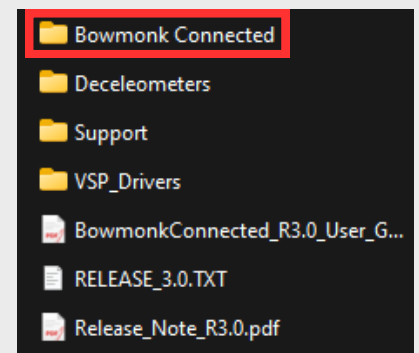 Bowmonk Connected
Deceleometers
Support
VSP_Drivers
BowmonkConnected_R3.0_User_G...
RELEASE_3.0.TXT
Release_Note_R3.0.pdf